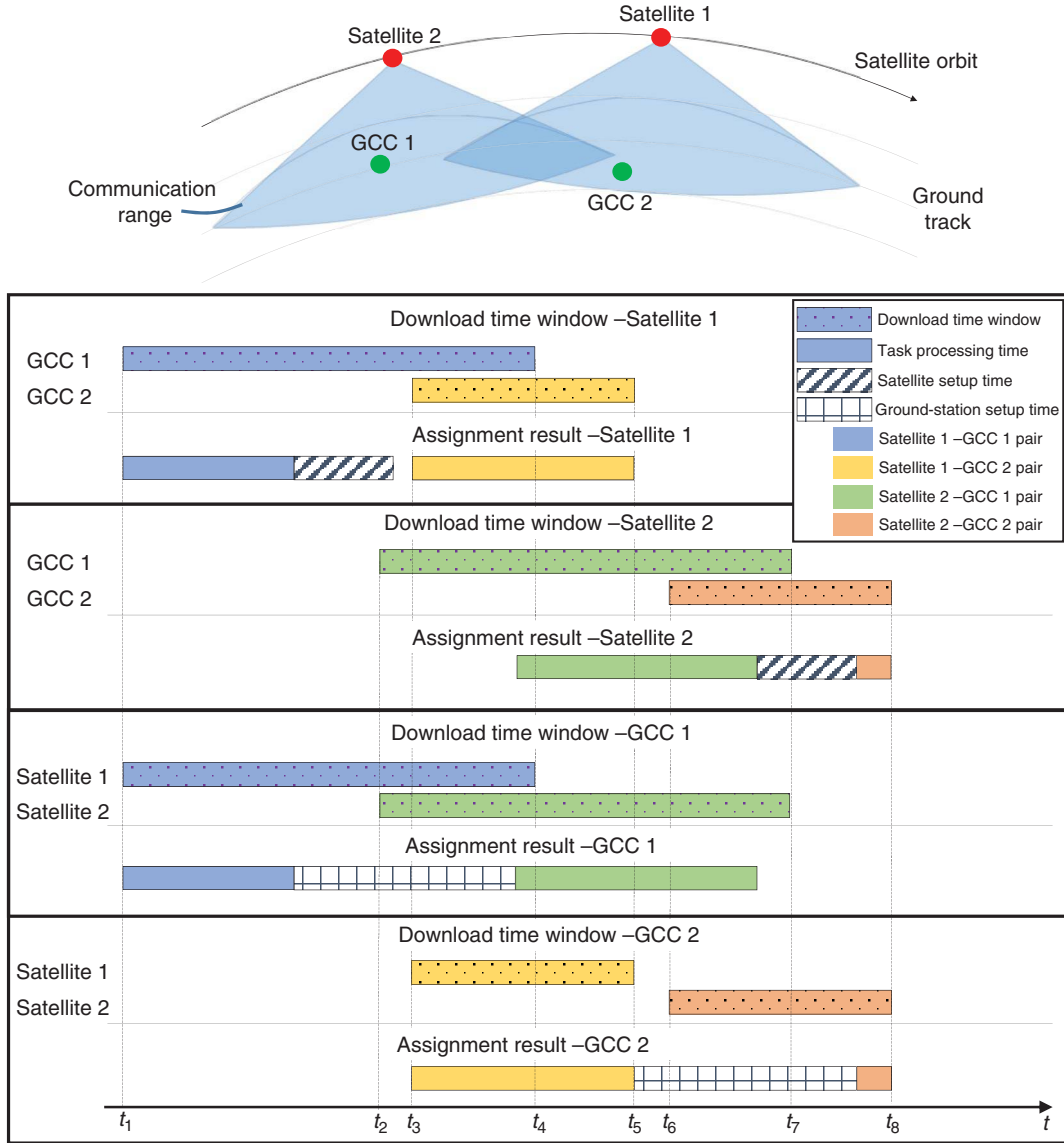 Satellite 1
Satellite 2
Satellite orbit
GCC 1
Communication
range
GCC 2
Ground
track
Download time window –Satellite 1
GCC 1
GCC 2
Assignment result –Satellite 1
Download time window
Task processing time
Satellite setup time
Ground-station setup time
Satellite 1 –GCC 1 pair
Satellite 1 –GCC 2 pair
Satellite 2 –GCC 1 pair
Satellite 2 –GCC 2 pair
Download time window –Satellite 2
GCC 1
GCC 2
Assignment result –Satellite 2
Download time window –GCC 1
Satellite 1
Satellite 2
Assignment result –GCC 1
Download time window –GCC 2
Satellite 1
Satellite 2
Assignment result –GCC 2
t1 t2 t3 t4 t5 t6 t7 t8 t